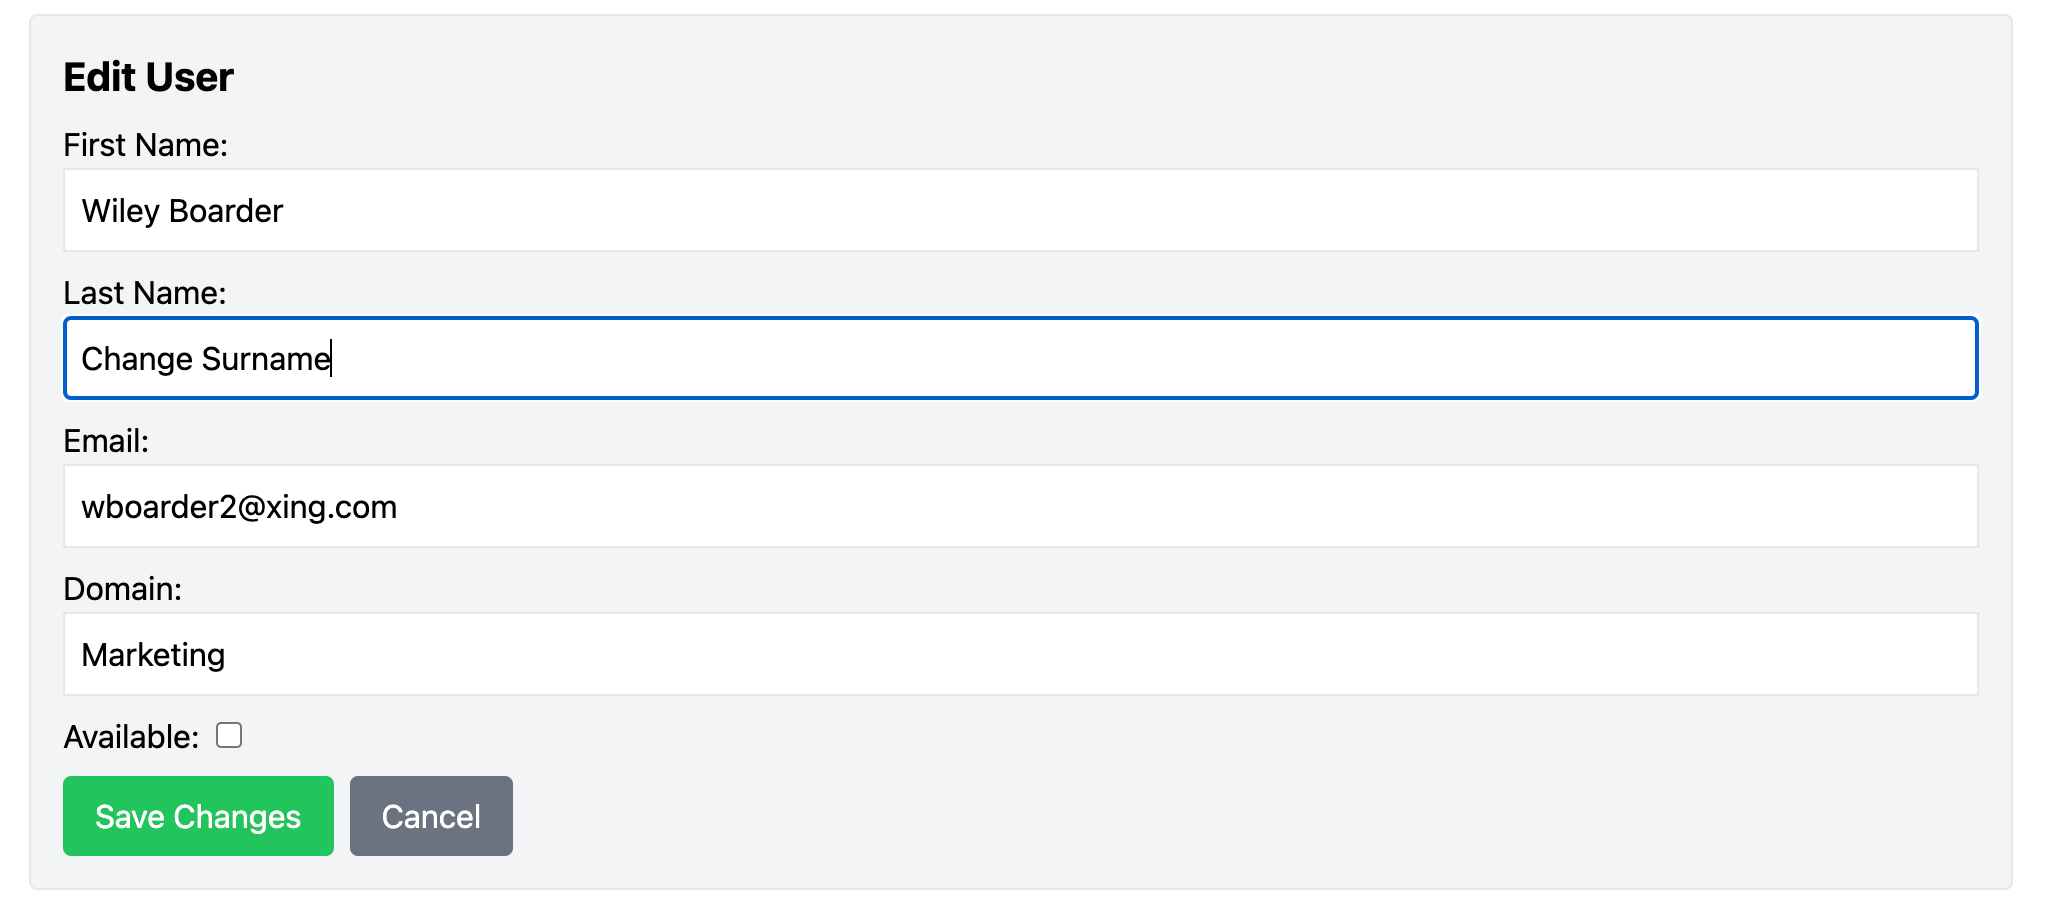 Edit User
First Name:
Wiley Boarder
Last Name:
Change Surname
Email:
wboarder2@xing.com
Domain:
Marketing
Available:
Save Changes Cancel